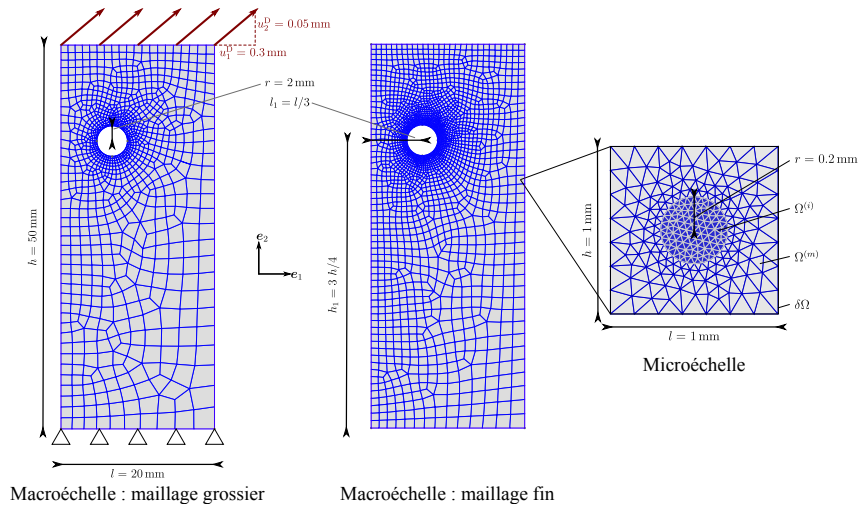 u₂ᴰ = 0.05 mm
u₁ᴰ = 0.3 mm
r = 2 mm
l₁ = l/3
h = 50 mm
e₂
e₁
h₁ = 3 h/4
l = 20 mm
Macroéchelle : maillage grossier
Macroéchelle : maillage fin
r = 0.2 mm
Ω⁽ⁱ⁾
Ω⁽ᵐ⁾
δΩ
h = 1 mm
l = 1 mm
Microéchelle